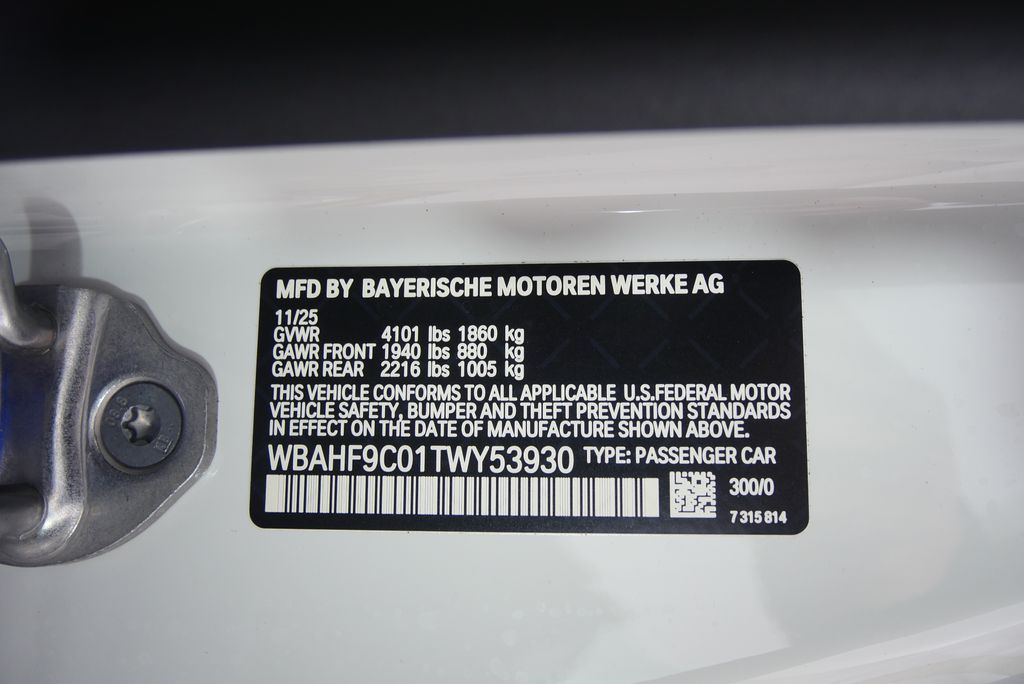 MFD BY BAYERISCHE MOTOREN WERKE AG
11/25
GVWR 4101 lbs 1860 kg
GAWR FRONT 1940 lbs 880 kg
GAWR REAR 2216 lbs 1005 kg
THIS VEHICLE CONFORMS TO ALL APPLICABLE U.S.FEDERAL MOTOR
VEHICLE SAFETY, BUMPER AND THEFT PREVENTION STANDARDS
IN EFFECT ON THE DATE OF MANUFACTURE SHOWN ABOVE.
WBAHF9C01TWY53930 TYPE: PASSENGER CAR
300/0
7 315 814